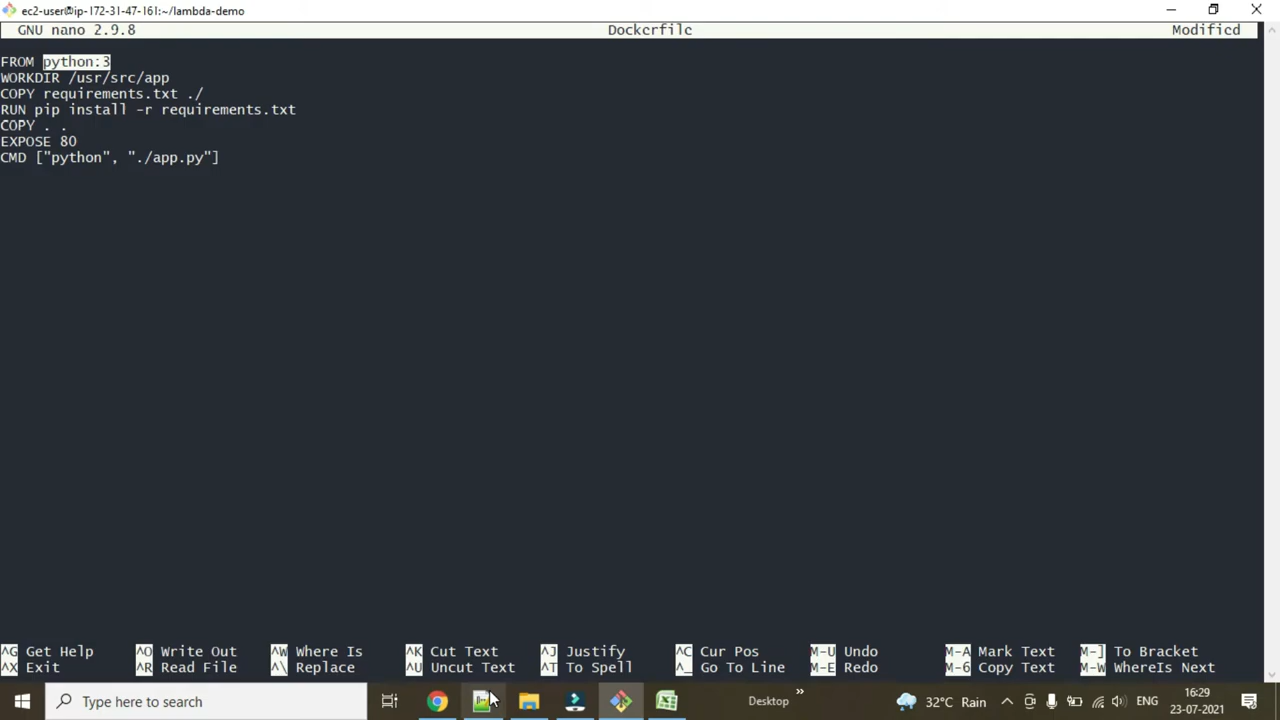 ec2-user@ip-172-31-47-161:~/lambda-demo
GNU nano 2.9.8 Dockerfile Modified
FROM python:3
WORKDIR /usr/src/app
COPY requirements.txt ./
RUN pip install -r requirements.txt
COPY . .
EXPOSE 80
CMD ["python", "./app.py"]
^G Get Help ^O Write Out ^W Where Is ^K Cut Text ^J Justify ^C Cur Pos M-U Undo M-A Mark Text M-] To Bracket
^X Exit ^R Read File ^\ Replace ^U Uncut Text ^T To Spell ^_ Go To Line M-E Redo M-6 Copy Text M-W WhereIs Next
Type here to search Desktop » 32°C Rain ENG 16:29
23-07-2021